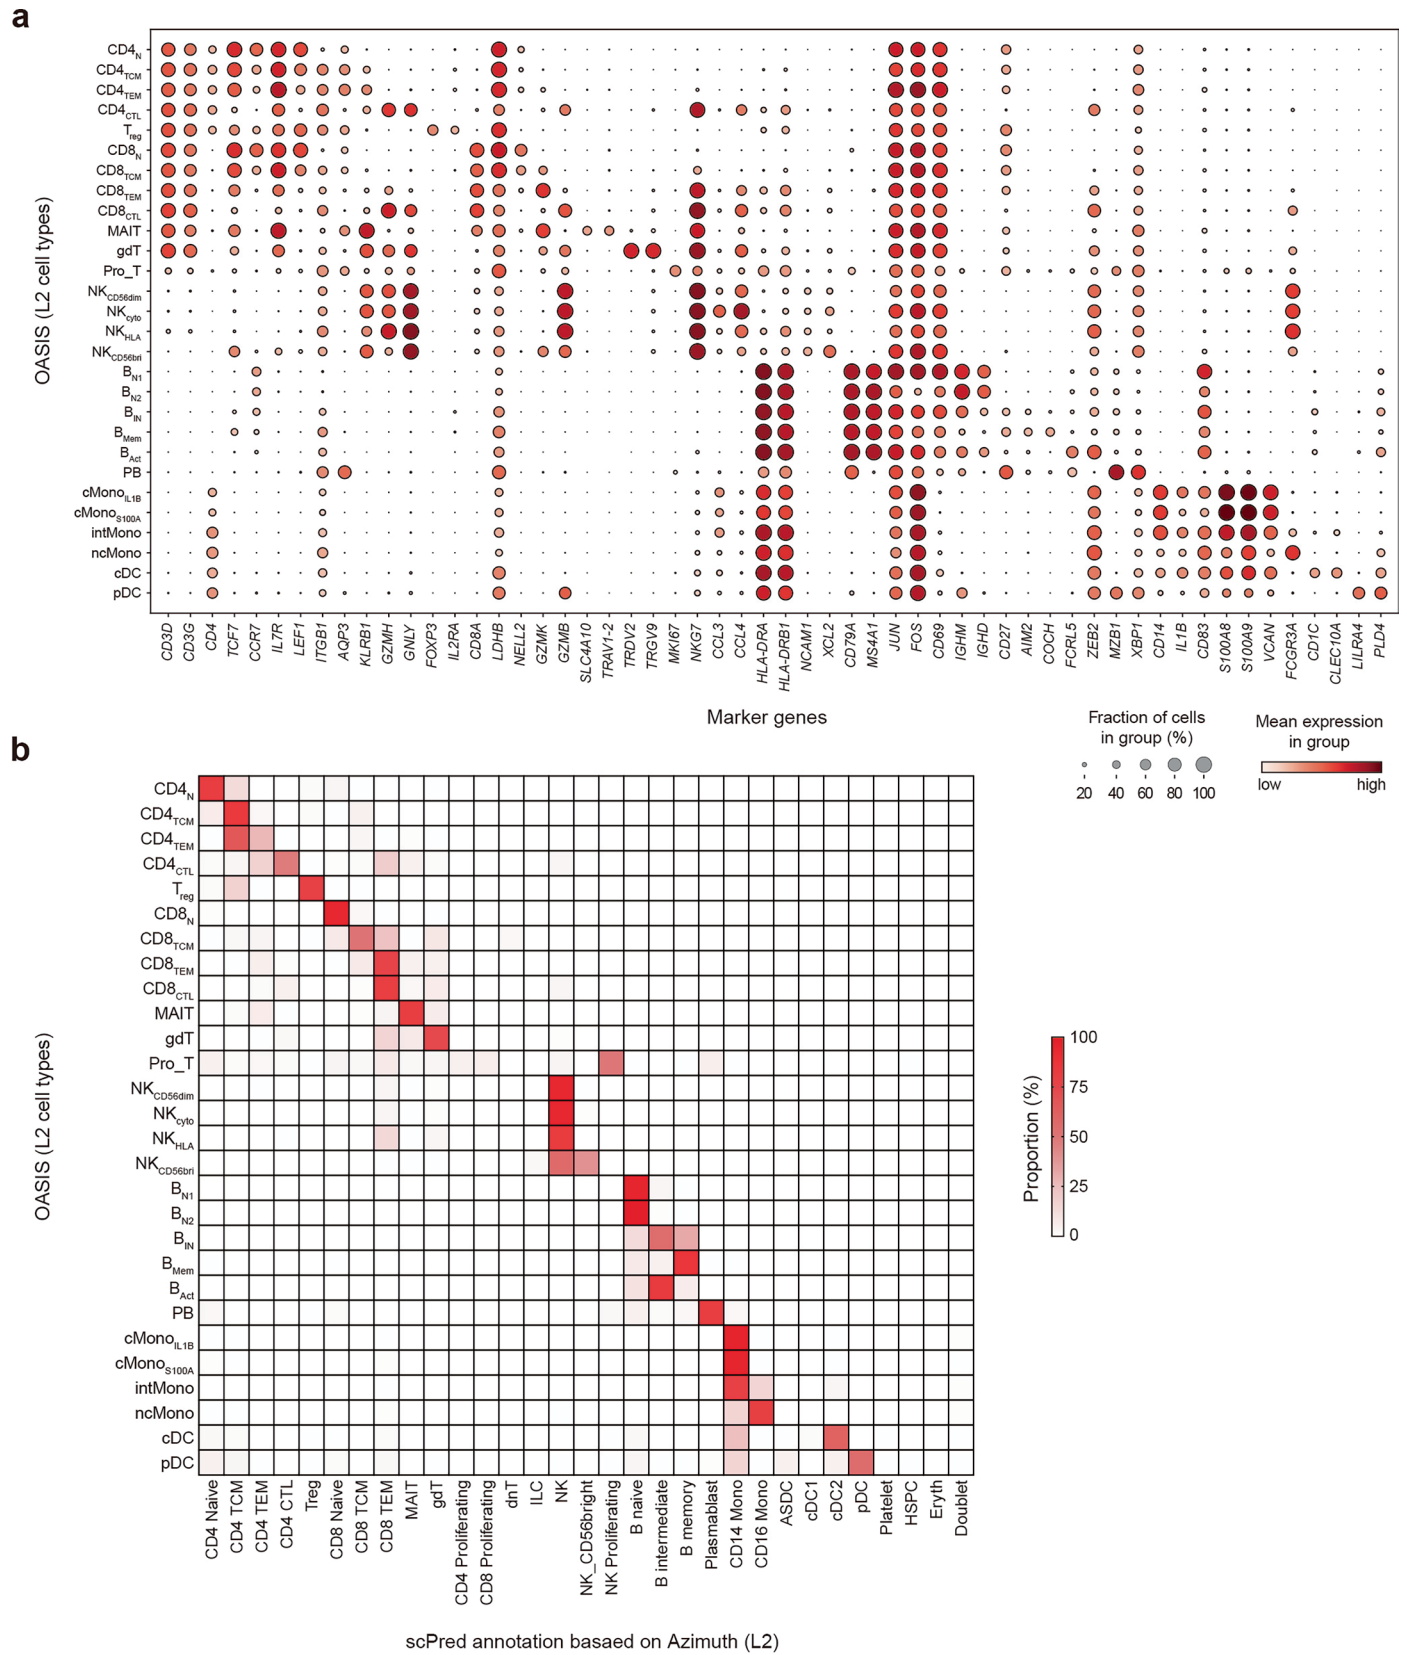 a
OASIS (L2 cell types)
CD4N
CD4TCM
CD4TEM
CD4CTL
Treg
CD8N
CD8TCM
CD8TEM
CD8CTL
MAIT
gdT
Pro_T
NKCD56dim
NKcyto
NKHLA
NKCD56bri
BN1
BN2
BIN
BMem
BAct
PB
cMonoIL1B
cMonoS100A
intMono
ncMono
cDC
pDC
CD3D
CD3G
CD4
TCF7
CCR7
IL7R
LEF1
ITGB1
AQP3
KLRB1
GZMH
GNLY
FOXP3
IL2RA
CD8A
LDHB
NELL2
GZMK
GZMB
SLC4A10
TRAV1-2
TRDV2
TRGV9
MKI67
NKG7
CCL3
CCL4
HLA-DRA
HLA-DRB1
NCAM1
XCL2
CD79A
MS4A1
JUN
FOS
CD69
IGHM
IGHD
CD27
AIM2
COCH
FCRL5
ZEB2
MZB1
XBP1
CD14
IL1B
CD83
S100A8
S100A9
VCAN
FCGR3A
CD1C
CLEC10A
LILRA4
PLD4
Marker genes
Fraction of cells
in group (%)
20 40 60 80 100
Mean expression
in group
low high
b
OASIS (L2 cell types)
CD4N
CD4TCM
CD4TEM
CD4CTL
Treg
CD8N
CD8TCM
CD8TEM
CD8CTL
MAIT
gdT
Pro_T
NKCD56dim
NKcyto
NKHLA
NKCD56bri
BN1
BN2
BIN
BMem
BAct
PB
cMonoIL1B
cMonoS100A
intMono
ncMono
cDC
pDC
CD4 Naive
CD4 TCM
CD4 TEM
CD4 CTL
Treg
CD8 Naive
CD8 TCM
CD8 TEM
MAIT
gdT
CD4 Proliferating
CD8 Proliferating
dnT
ILC
NK
NK_CD56bright
NK Proliferating
B naive
B intermediate
B memory
Plasmablast
CD14 Mono
CD16 Mono
ASDC
cDC1
cDC2
pDC
Platelet
HSPC
Eryth
Doublet
scPred annotation basaed on Azimuth (L2)
Proportion (%)
100
75
50
25
0